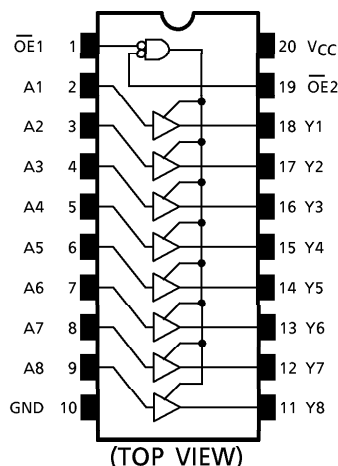 OE1 1 20 VCC
A1 2 19 OE2
A2 3 18 Y1
A3 4 17 Y2
A4 5 16 Y3
A5 6 15 Y4
A6 7 14 Y5
A7 8 13 Y6
A8 9 12 Y7
GND 10 11 Y8
(TOP VIEW)